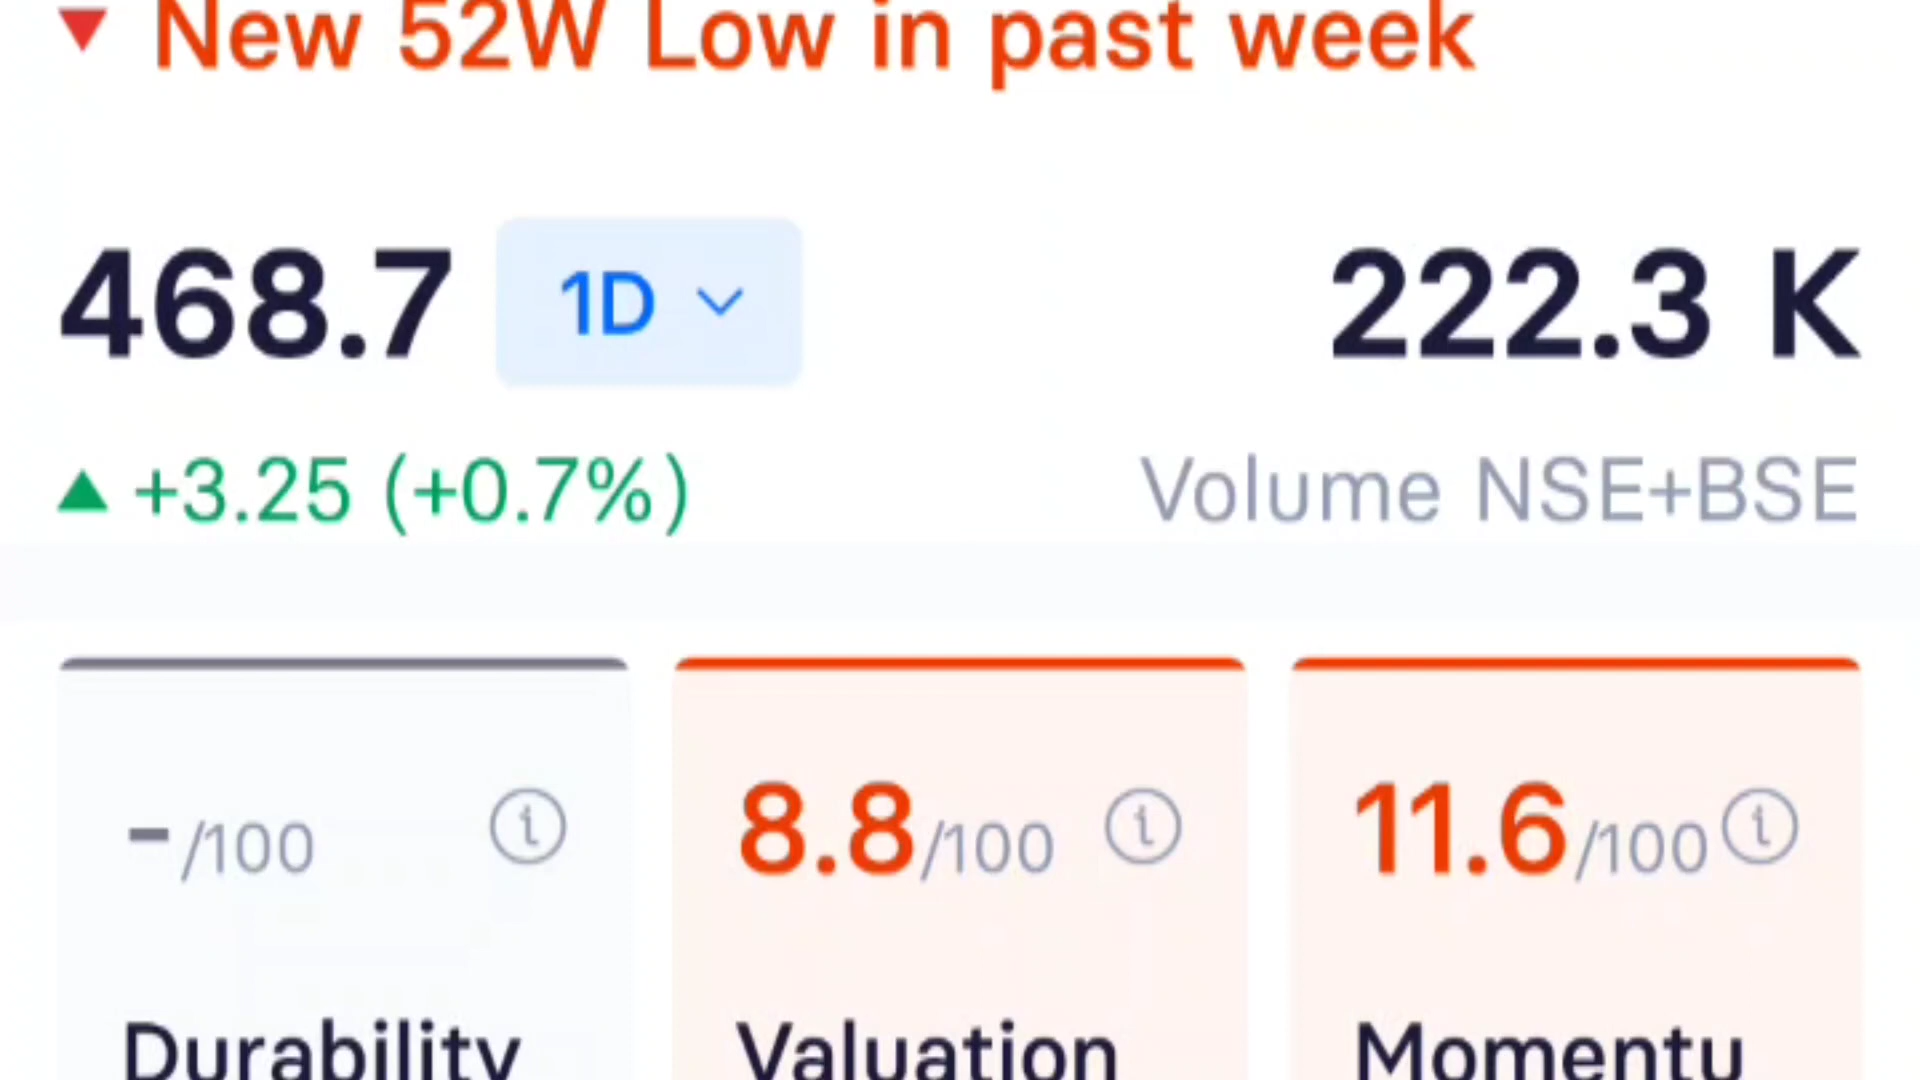 ▼ New 52W Low in past week
468.7 1D 222.3 K
▲ +3.25 (+0.7%) Volume NSE+BSE
-/100 8.8/100 11.6/100
Durability Valuation Momentu